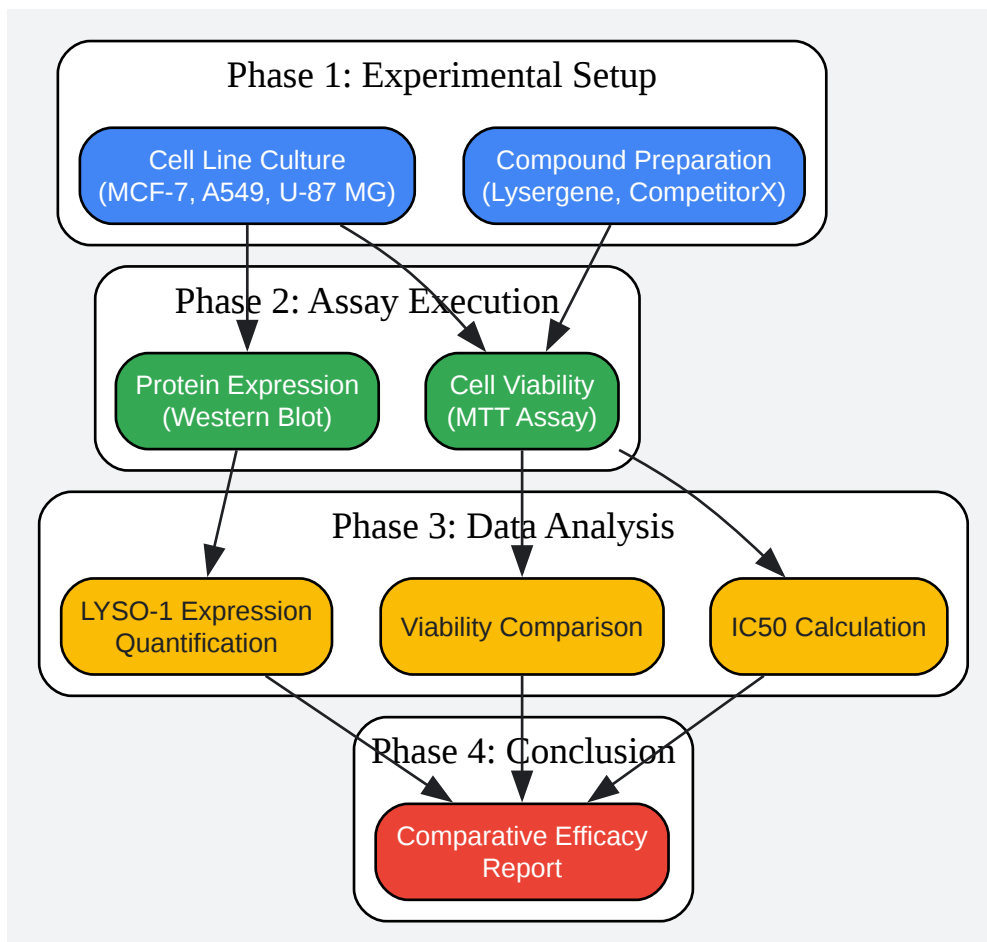 Phase 1: Experimental Setup
Cell Line Culture
(MCF-7, A549, U-87 MG)
Compound Preparation
(Lysergene, CompetitorX)
Phase 2: Assay Execution
Protein Expression
(Western Blot)
Cell Viability
(MTT Assay)
Phase 3: Data Analysis
LYSO-1 Expression
Quantification
Viability Comparison
IC50 Calculation
Phase 4: Conclusion
Comparative Efficacy
Report